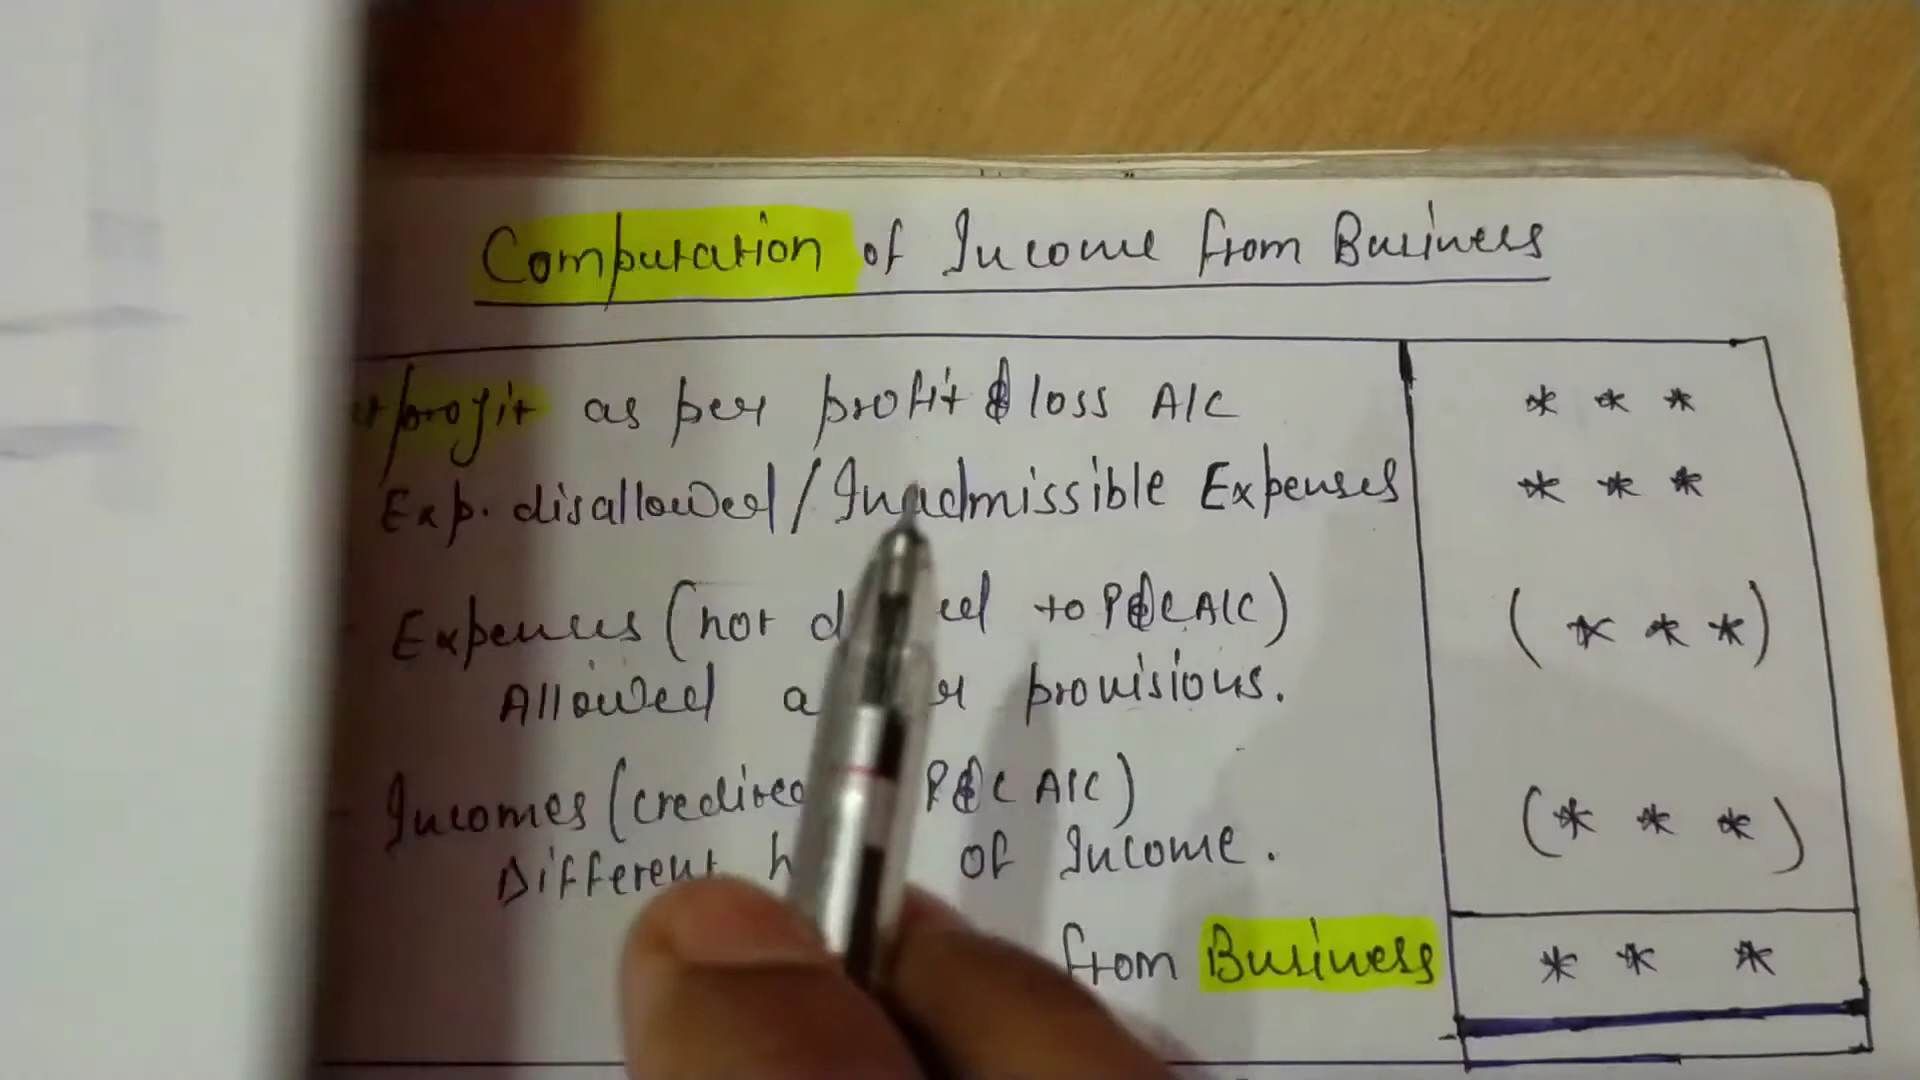 Computation of Income from Business
profit as per profit & loss A/C
Exp. disallowed / Inadmissible Expenses
Expenses (not to P&L A/C)
Allowed provisions.
Incomes (credited P&L A/C)
Different of Income.
from Business
* * *
* * *
( * * * )
( * * * )
* * *